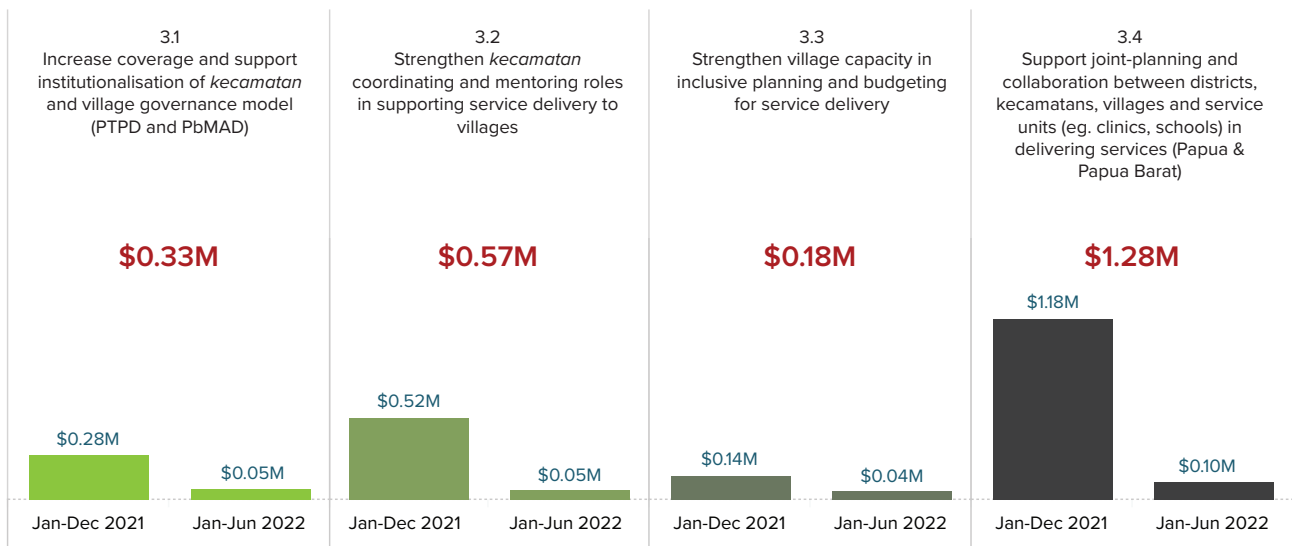 3.1
Increase coverage and support
institutionalisation of kecamatan
and village governance model
(PTPD and PbMAD)
$0.33M
$0.28M
$0.05M
Jan-Dec 2021
Jan-Jun 2022
3.2
Strengthen kecamatan
coordinating and mentoring roles
in supporting service delivery to
villages
$0.57M
$0.52M
$0.05M
Jan-Dec 2021
Jan-Jun 2022
3.3
Strengthen village capacity in
inclusive planning and budgeting
for service delivery
$0.18M
$0.14M
$0.04M
Jan-Dec 2021
Jan-Jun 2022
3.4
Support joint-planning and
collaboration between districts,
kecamatans, villages and service
units (eg. clinics, schools) in
delivering services (Papua &
Papua Barat)
$1.28M
$1.18M
$0.10M
Jan-Dec 2021
Jan-Jun 2022